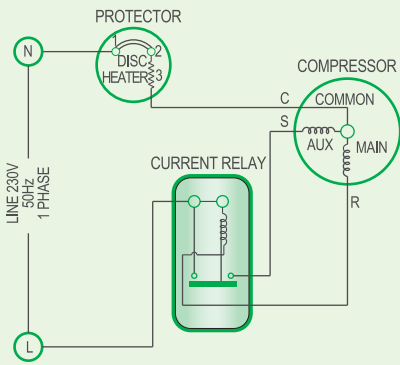 PROTECTOR
N
1
2
DISC
HEATER
3
COMPRESSOR
C
COMMON
S
AUX
MAIN
CURRENT RELAY
R
LINE 230V
50Hz
1 PHASE
L